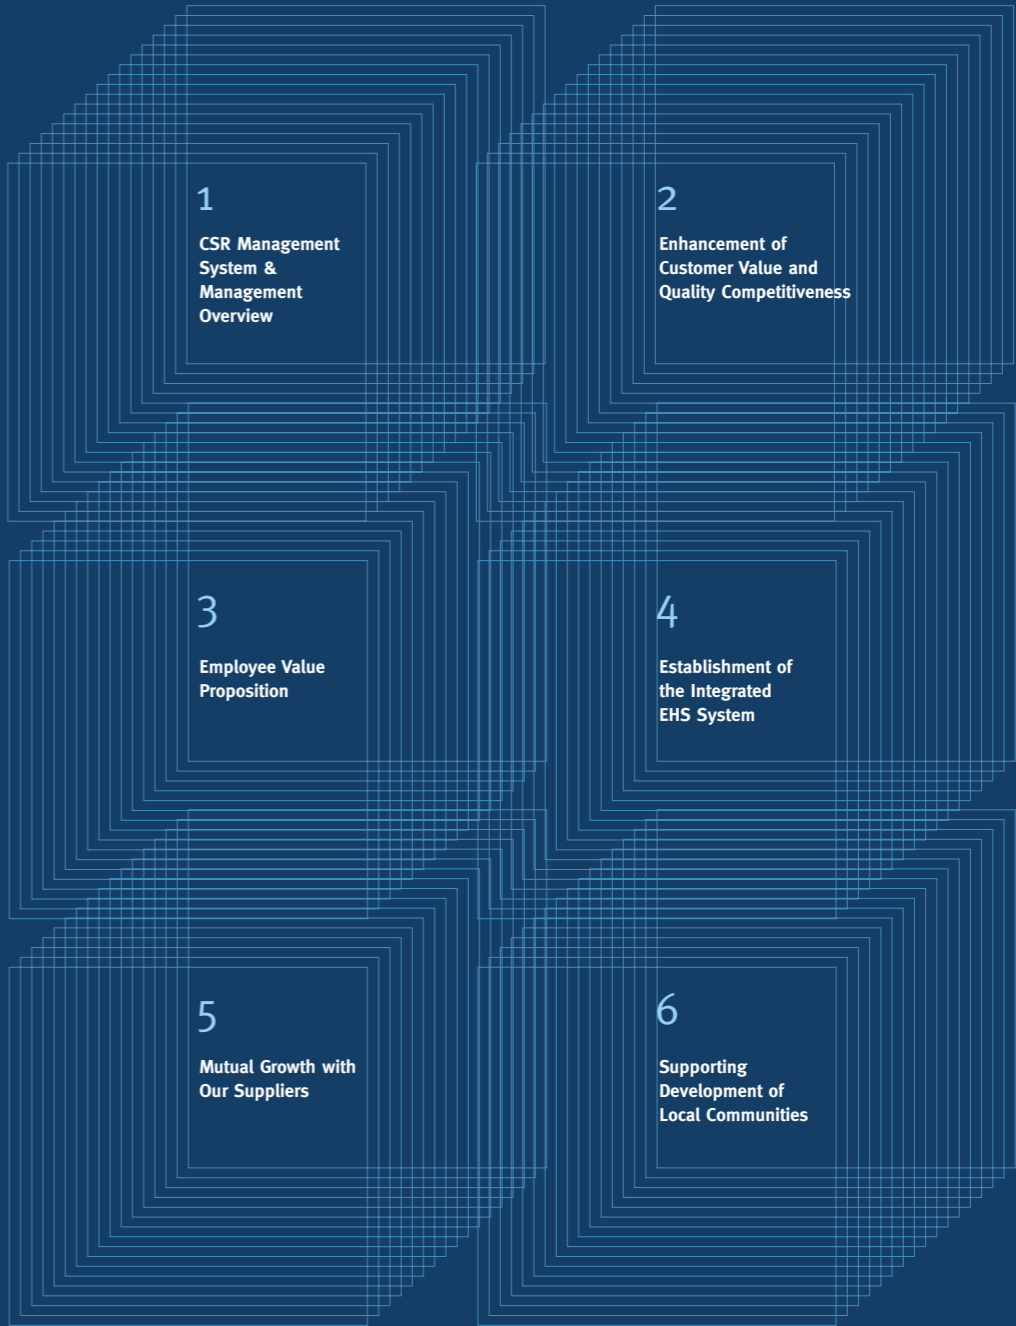 1
CSR Management
System &
Management
Overview
2
Enhancement of
Customer Value and
Quality Competitiveness
3
Employee Value
Proposition
4
Establishment of
the Integrated
EHS System
5
Mutual Growth with
Our Suppliers
6
Supporting
Development of
Local Communities